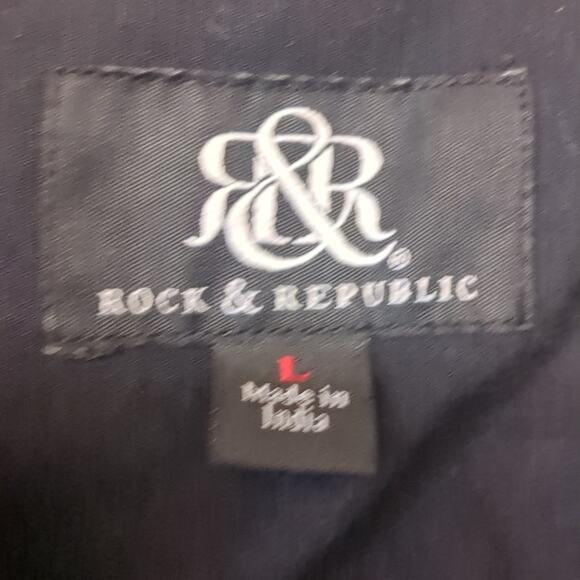 R&R
®
ROCK & REPUBLIC
L
Made in
India